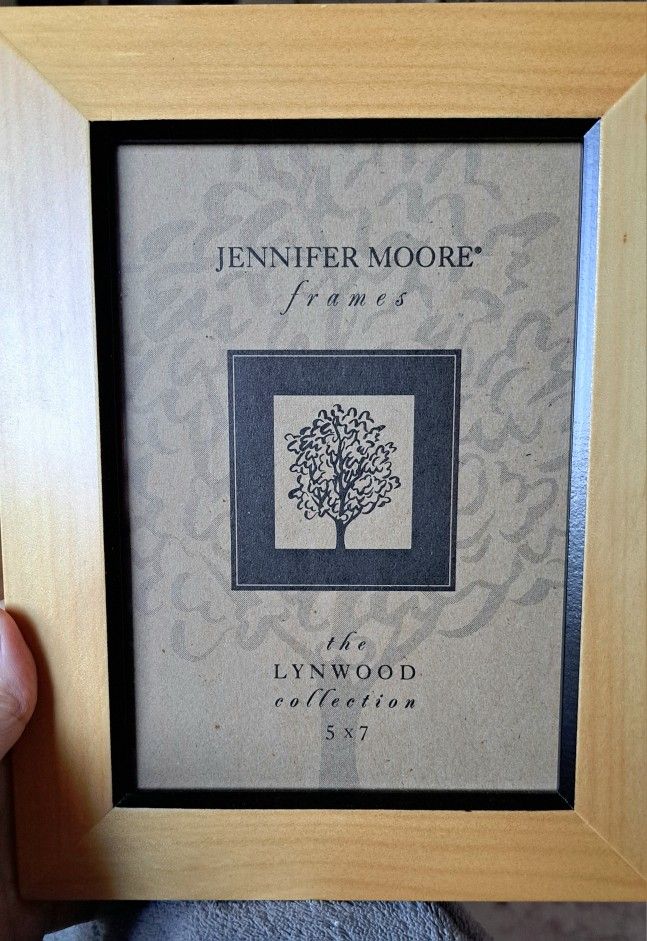 JENNIFER MOORE®
frames
the
LYNWOOD
collection
5 x 7